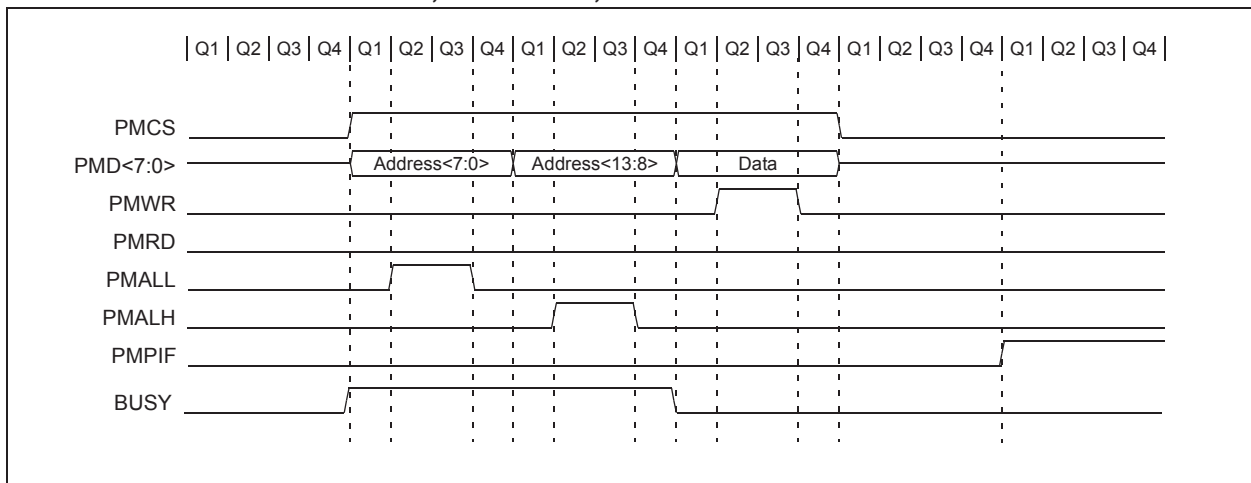 Q1 Q2 Q3 Q4 Q1 Q2 Q3 Q4 Q1 Q2 Q3 Q4 Q1 Q2 Q3 Q4 Q1 Q2 Q3 Q4 Q1 Q2 Q3 Q4
PMCS
PMD<7:0> Address<7:0> Address<13:8> Data
PMWR
PMRD
PMALL
PMALH
PMPIF
BUSY